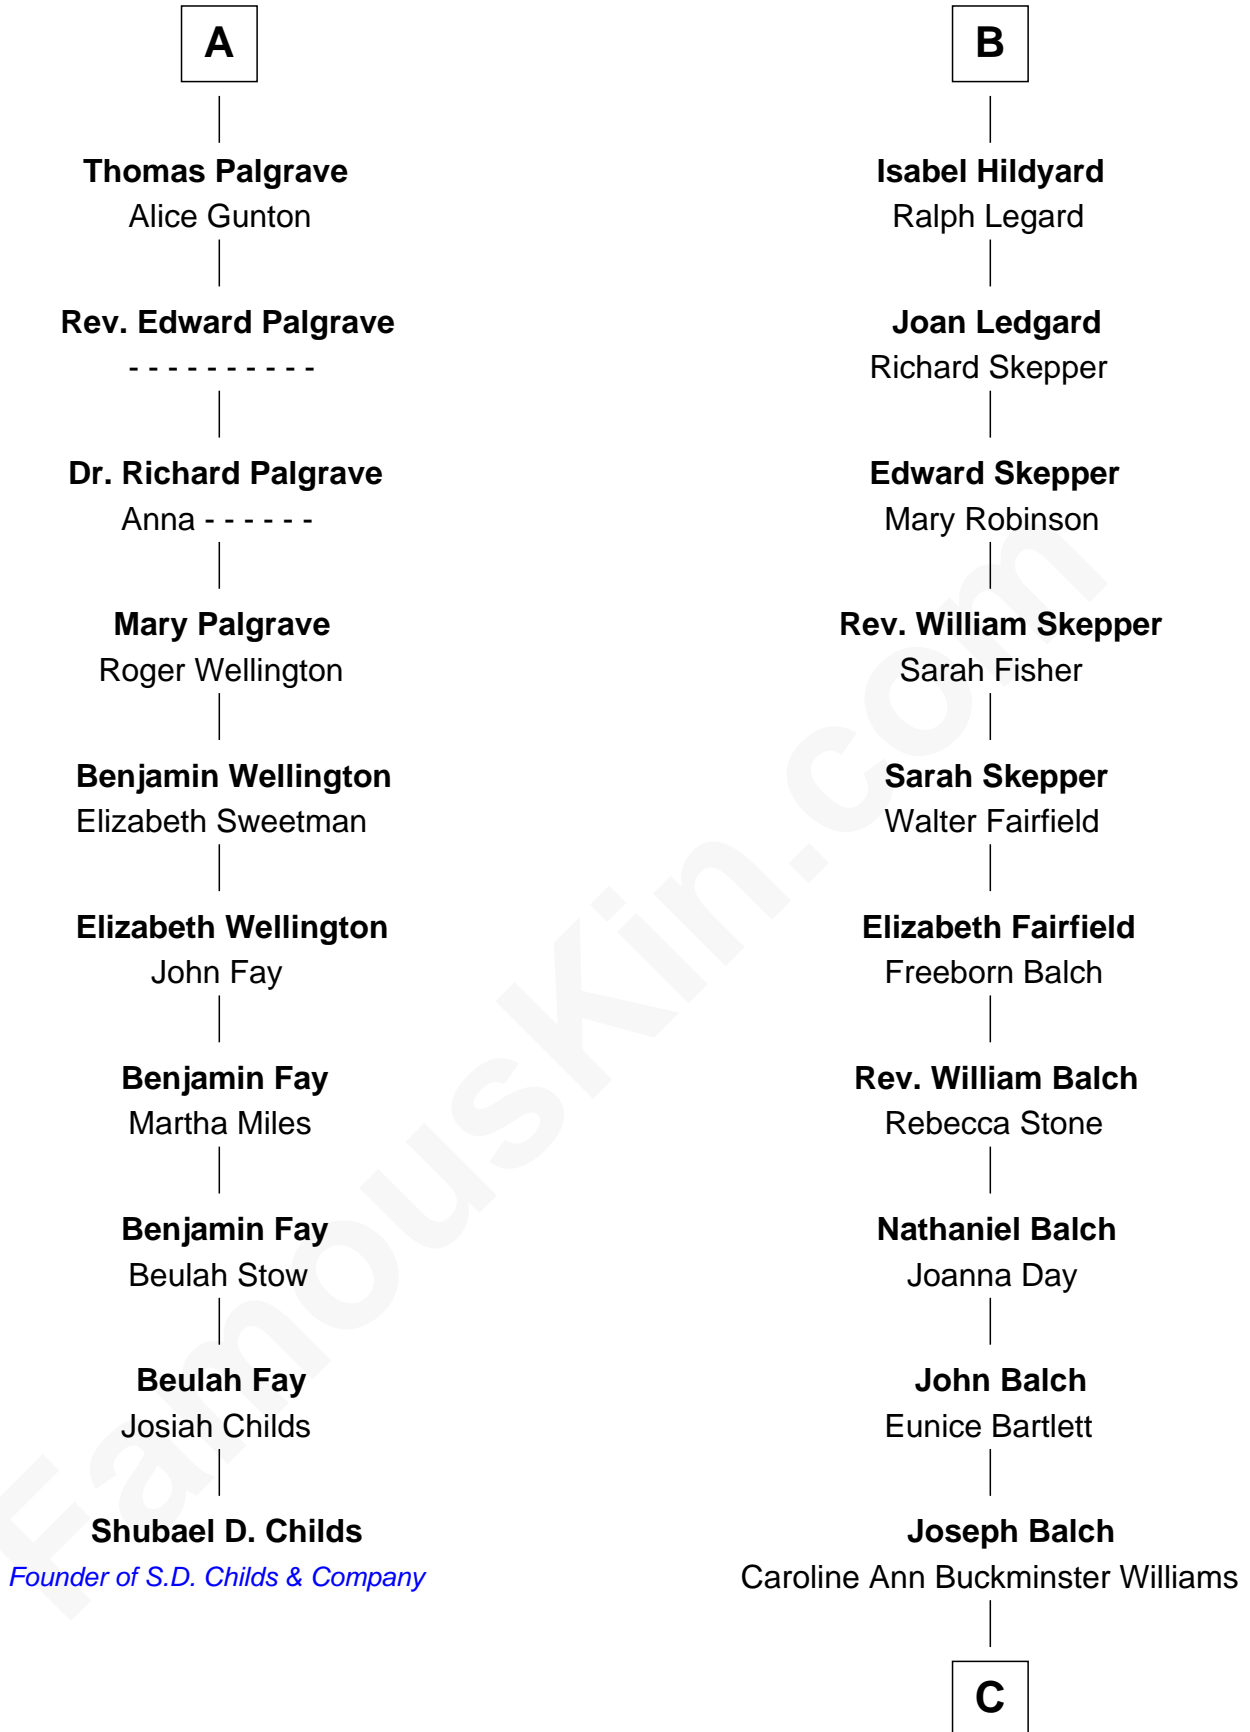 A
Thomas Palgrave
Alice Gunton
Rev. Edward Palgrave
- - - - - - - - - -
Dr. Richard Palgrave
Anna - - - - - -
Mary Palgrave
Roger Wellington
Benjamin Wellington
Elizabeth Sweetman
Elizabeth Wellington
John Fay
Benjamin Fay
Martha Miles
Benjamin Fay
Beulah Stow
Beulah Fay
Josiah Childs
Shubael D. Childs
Founder of S.D. Childs & Company
B
Isabel Hildyard
Ralph Legard
Joan Ledgard
Richard Skepper
Edward Skepper
Mary Robinson
Rev. William Skepper
Sarah Fisher
Sarah Skepper
Walter Fairfield
Elizabeth Fairfield
Freeborn Balch
Rev. William Balch
Rebecca Stone
Nathaniel Balch
Joanna Day
John Balch
Eunice Bartlett
Joseph Balch
Caroline Ann Buckminster Williams
C
FamousKin.com